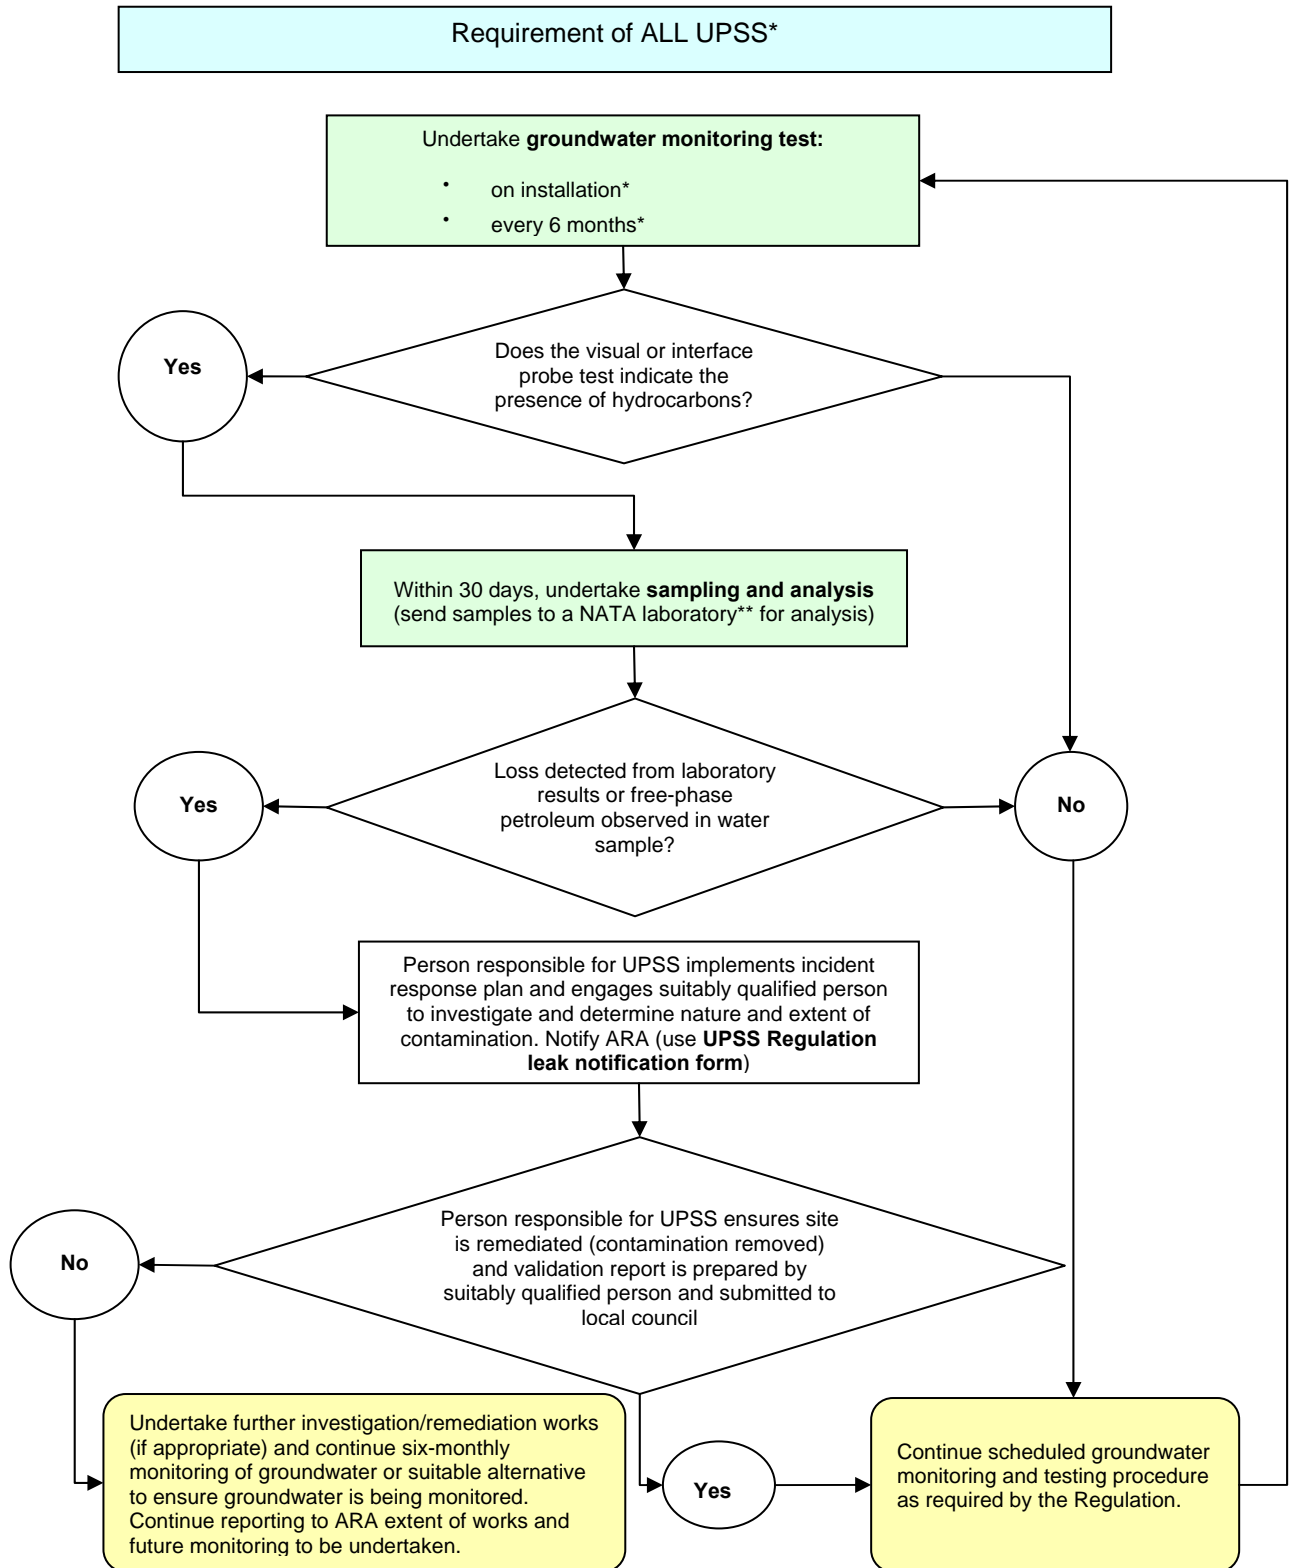 Requirement of ALL UPSS*
Undertake groundwater monitoring test:
• on installation*
• every 6 months*
Does the visual or interface
probe test indicate the
presence of hydrocarbons?
Yes
Within 30 days, undertake sampling and analysis
(send samples to a NATA laboratory** for analysis)
Loss detected from laboratory
results or free-phase
petroleum observed in water
sample?
Yes
No
Person responsible for UPSS implements incident
response plan and engages suitably qualified person
to investigate and determine nature and extent of
contamination. Notify ARA (use UPSS Regulation
leak notification form)
Person responsible for UPSS ensures site
is remediated (contamination removed)
and validation report is prepared by
suitably qualified person and submitted to
local council
No
Undertake further investigation/remediation works
(if appropriate) and continue six-monthly
monitoring of groundwater or suitable alternative
to ensure groundwater is being monitored.
Continue reporting to ARA extent of works and
future monitoring to be undertaken.
Yes
Continue scheduled groundwater
monitoring and testing procedure
as required by the Regulation.